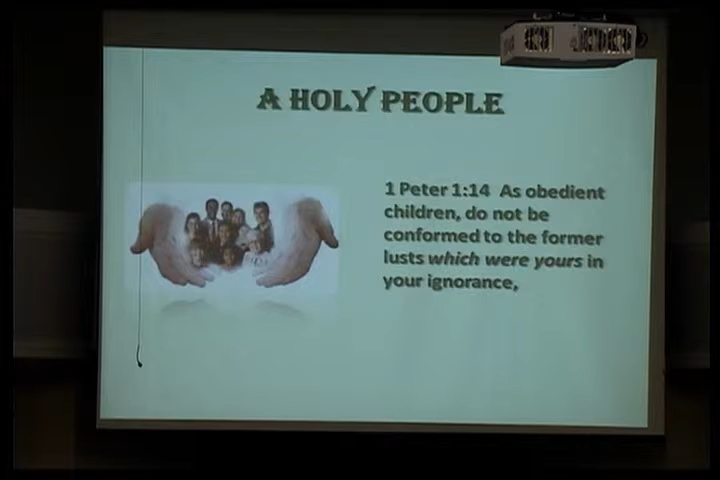 A HOLY PEOPLE
1 Peter 1:14 As obedient
children, do not be
conformed to the former
lusts which were yours in
your ignorance,